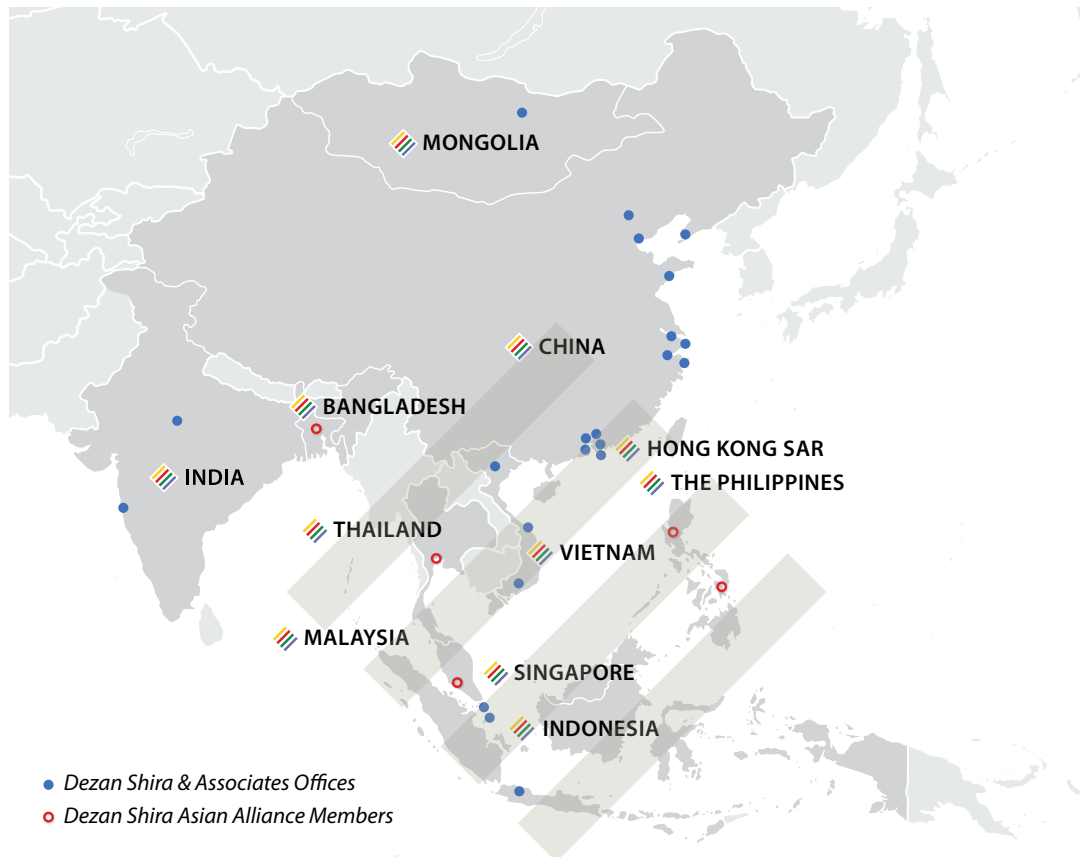 MONGOLIA
CHINA
BANGLADESH
HONG KONG SAR
INDIA
THE PHILIPPINES
THAILAND
VIETNAM
MALAYSIA
SINGAPORE
INDONESIA
Dezan Shira & Associates Offices
Dezan Shira Asian Alliance Members